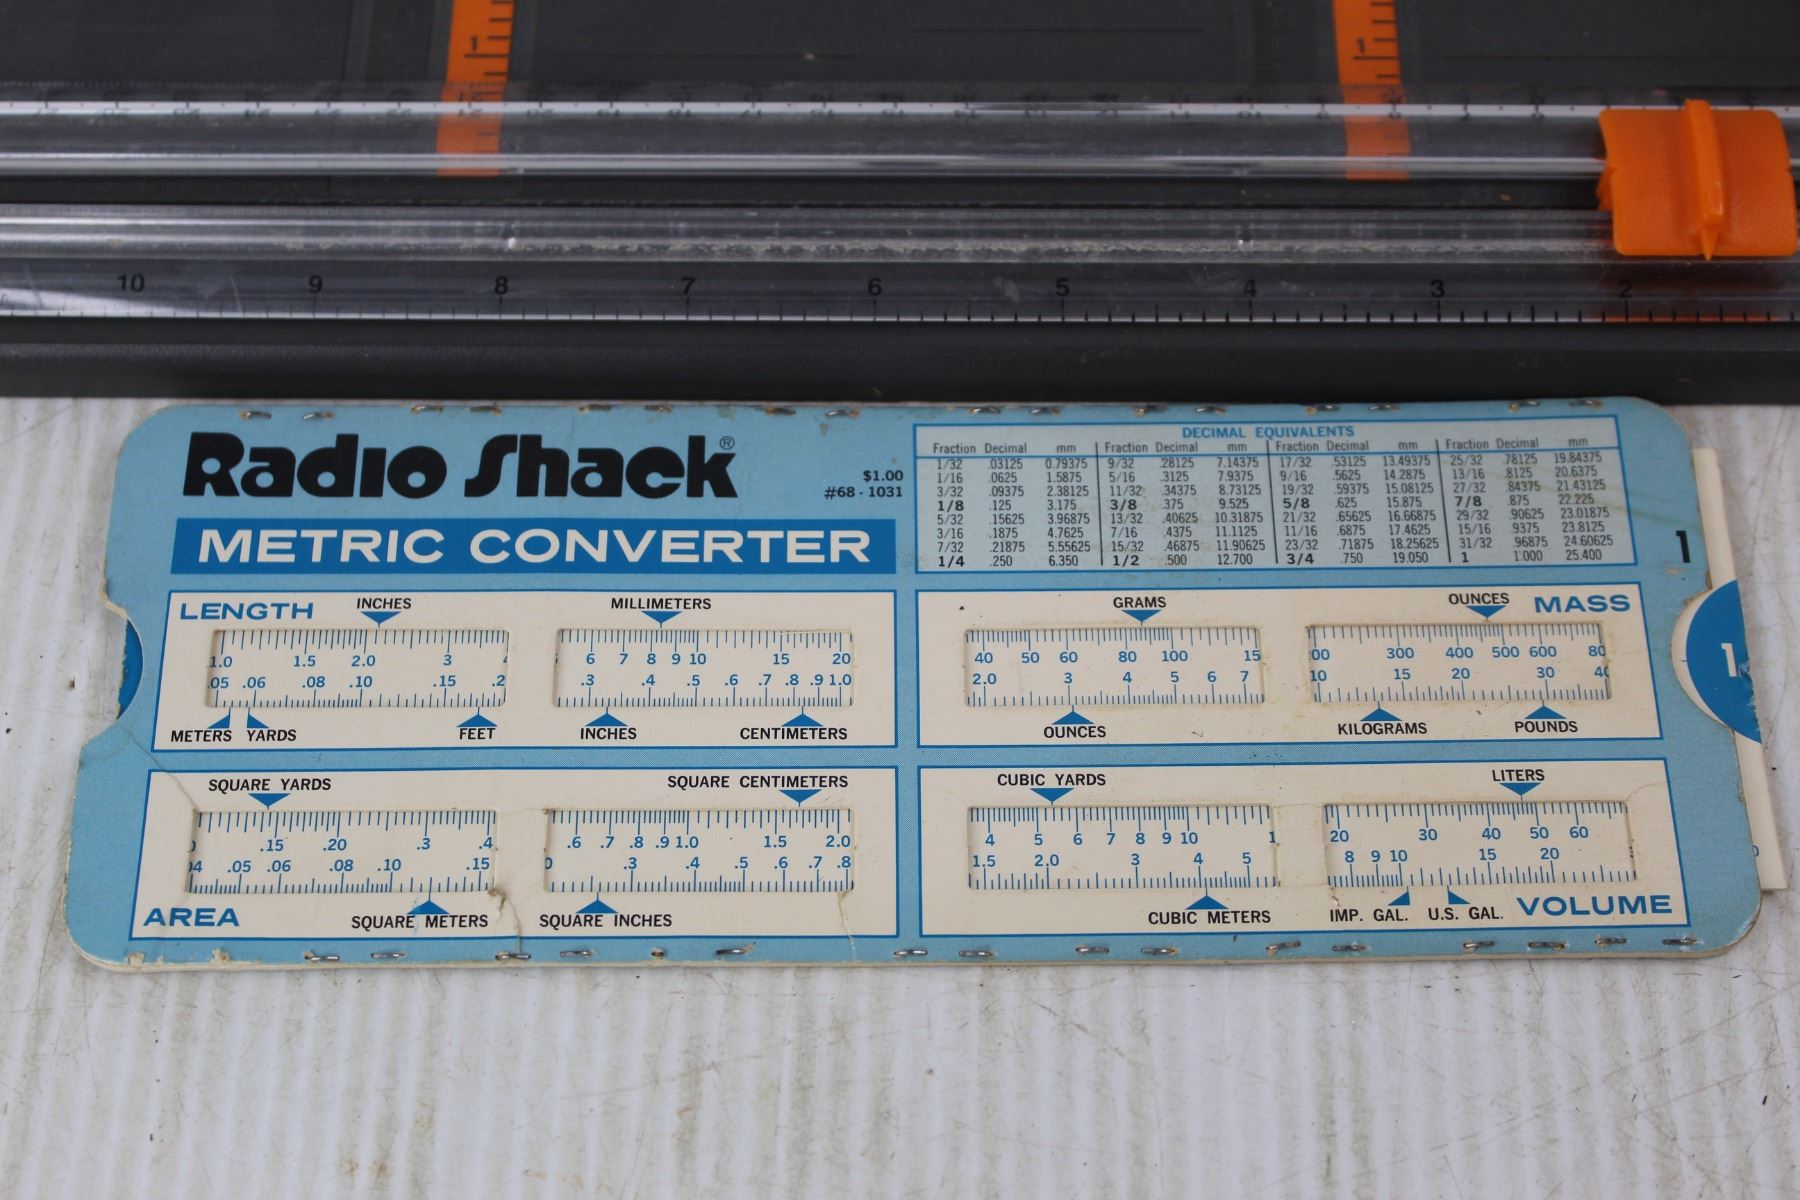 1
1
10 9 8 7 6 5 4 3 2
Radio Shack®
$1.00
#68-1031
METRIC CONVERTER
DECIMAL EQUIVALENTS
Fraction Decimal mm Fraction Decimal mm Fraction Decimal mm Fraction Decimal mm
1/32 .03125 0.79375 9/32 .28125 7.14375 17/32 .53125 13.49375 25/32 .78125 19.84375
1/16 .0625 1.5875 5/16 .3125 7.9375 9/16 .5625 14.2875 13/16 .8125 20.6375
3/32 .09375 2.38125 11/32 .34375 8.73125 19/32 .59375 15.08125 27/32 .84375 21.43125
1/8 .125 3.175 3/8 .375 9.525 5/8 .625 15.875 7/8 .875 22.225
5/32 .15625 3.96875 13/32 .40625 10.31875 21/32 .65625 16.66875 29/32 .90625 23.01875
3/16 .1875 4.7625 7/16 .4375 11.1125 11/16 .6875 17.4625 15/16 .9375 23.8125
7/32 .21875 5.55625 15/32 .46875 11.90625 23/32 .71875 18.25625 31/32 .96875 24.60625
1/4 .250 6.350 1/2 .500 12.700 3/4 .750 19.050 1 1.000 25.400
1
LENGTH INCHES MILLIMETERS
1.0 1.5 2.0 3
.05 .06 .08 .10 .15 .2
6 7 8 9 10 15 20
.3 .4 .5 .6 .7 .8 .9 1.0
METERS YARDS FEET INCHES CENTIMETERS
GRAMS OUNCES MASS
40 50 60 80 100 15
2.0 3 4 5 6 7
00 300 400 500 600 80
10 15 20 30 40
OUNCES KILOGRAMS POUNDS
1
SQUARE YARDS SQUARE CENTIMETERS
.15 .20 .3 .4
04 .05 .06 .08 .10 .15
.6 .7 .8 .9 1.0 1.5 2.0
.3 .4 .5 .6 .7 .8
AREA SQUARE METERS SQUARE INCHES
CUBIC YARDS LITERS
4 5 6 7 8 9 10 1
1.5 2.0 3 4 5
20 30 40 50 60
8 9 10 15 20
CUBIC METERS IMP. GAL. U.S. GAL. VOLUME